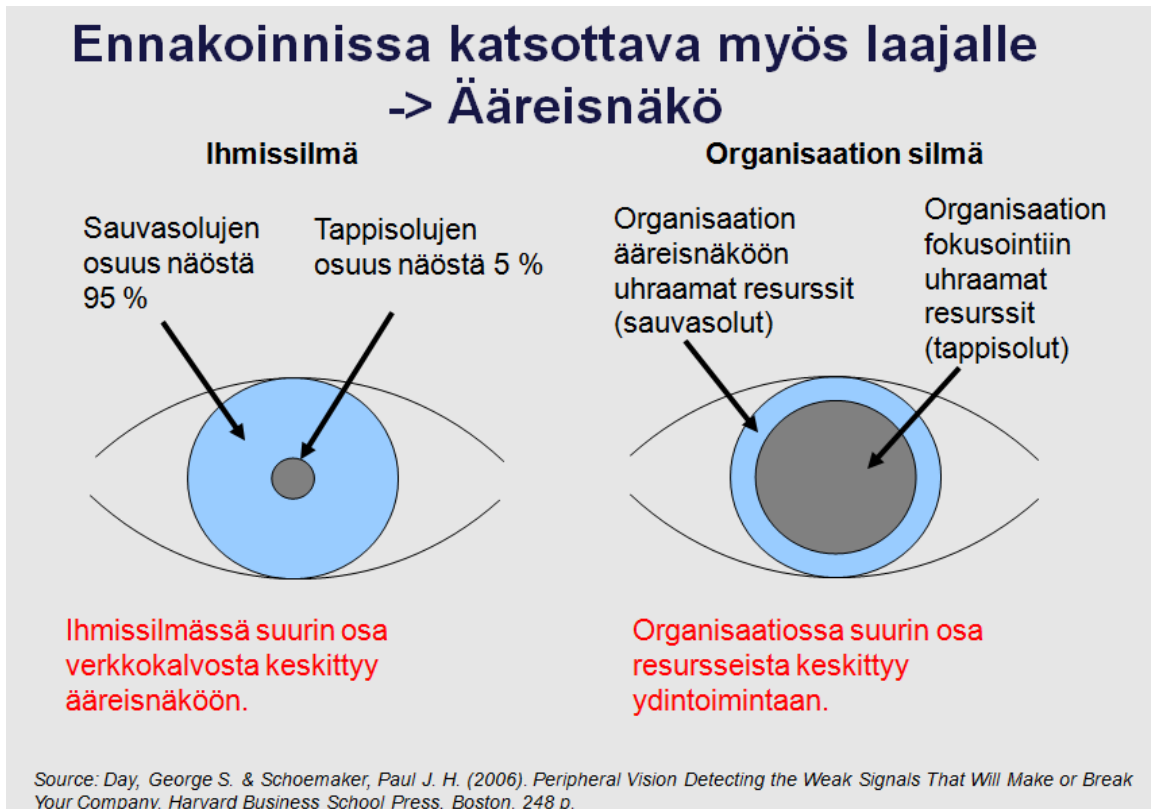 Ennakoinnissa katsottava myös laajalle
-> Ääreisnäkö
Ihmissilmä
Sauvasolujen
osuus näöstä
95 %
Tappisolujen
osuus näöstä 5 %
Ihmissilmässä suurin osa
verkkokalvosta keskittyy
ääreisnäköön.
Organisaation silmä
Organisaation
ääreisnäköön
uhraamat resurssit
(sauvasolut)
Organisaation
fokusointiin
uhraamat
resurssit
(tappisolut)
Organisaatiossa suurin osa
resursseista keskittyy
ydintoimintaan.
Source: Day, George S. & Schoemaker, Paul J. H. (2006). Peripheral Vision Detecting the Weak Signals That Will Make or Break
Your Company. Harvard Business School Press. Boston. 248 p.